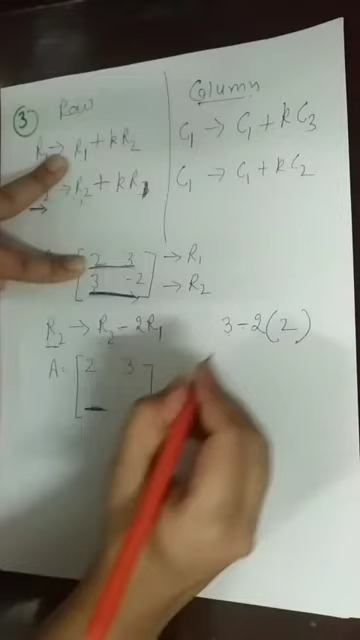 ③ Row
R₁ → R₁ + kR₂
→ R₂ + kR₁
[2 3] → R₁
[3 -2] → R₂
R₂ → R₂ - 2R₁
A = [2 3]
Column
C₁ → C₁ + kC₃
C₁ → C₁ + kC₂
3-2(2)